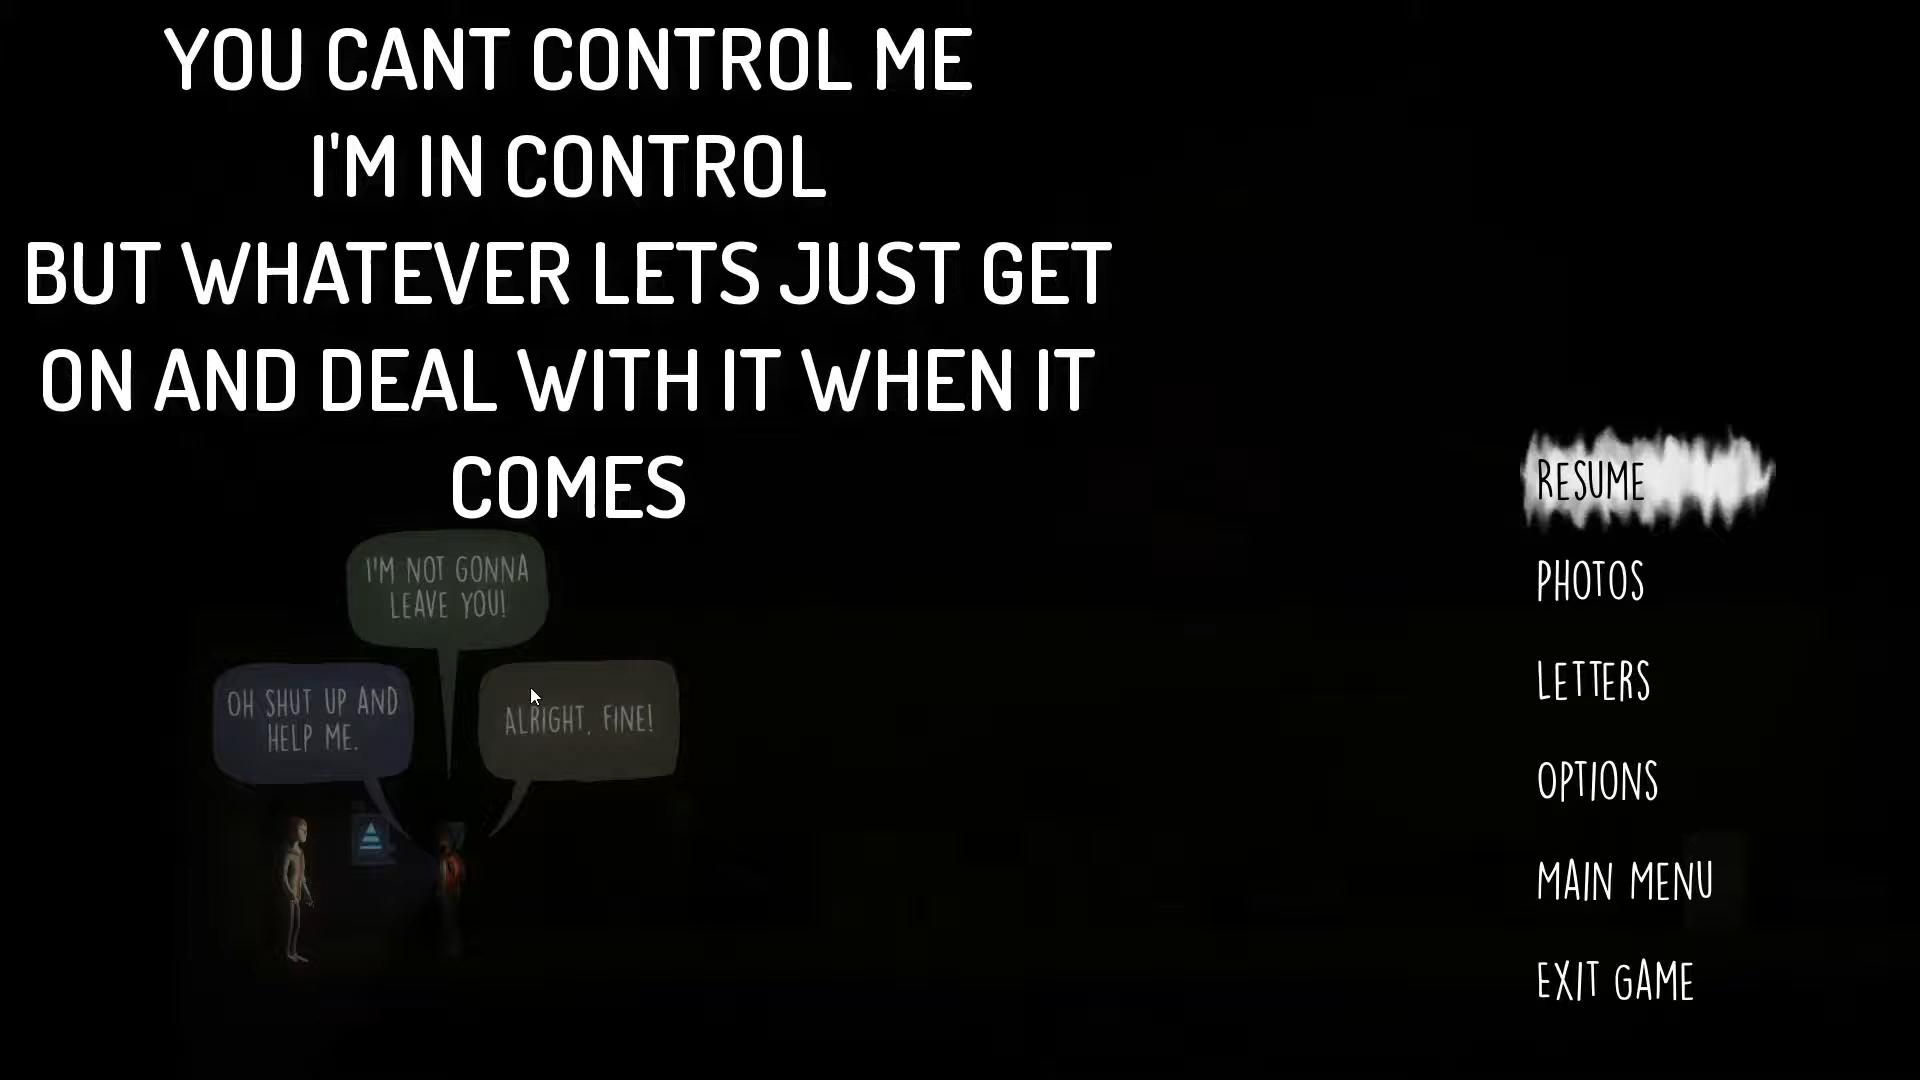 YOU CANT CONTROL ME
I'M IN CONTROL
BUT WHATEVER LETS JUST GET
ON AND DEAL WITH IT WHEN IT
COMES
I'M NOT GONNA
LEAVE YOU!
OH SHUT UP AND
HELP ME.
ALRIGHT, FINE!
RESUME
PHOTOS
LETTERS
OPTIONS
MAIN MENU
EXIT GAME